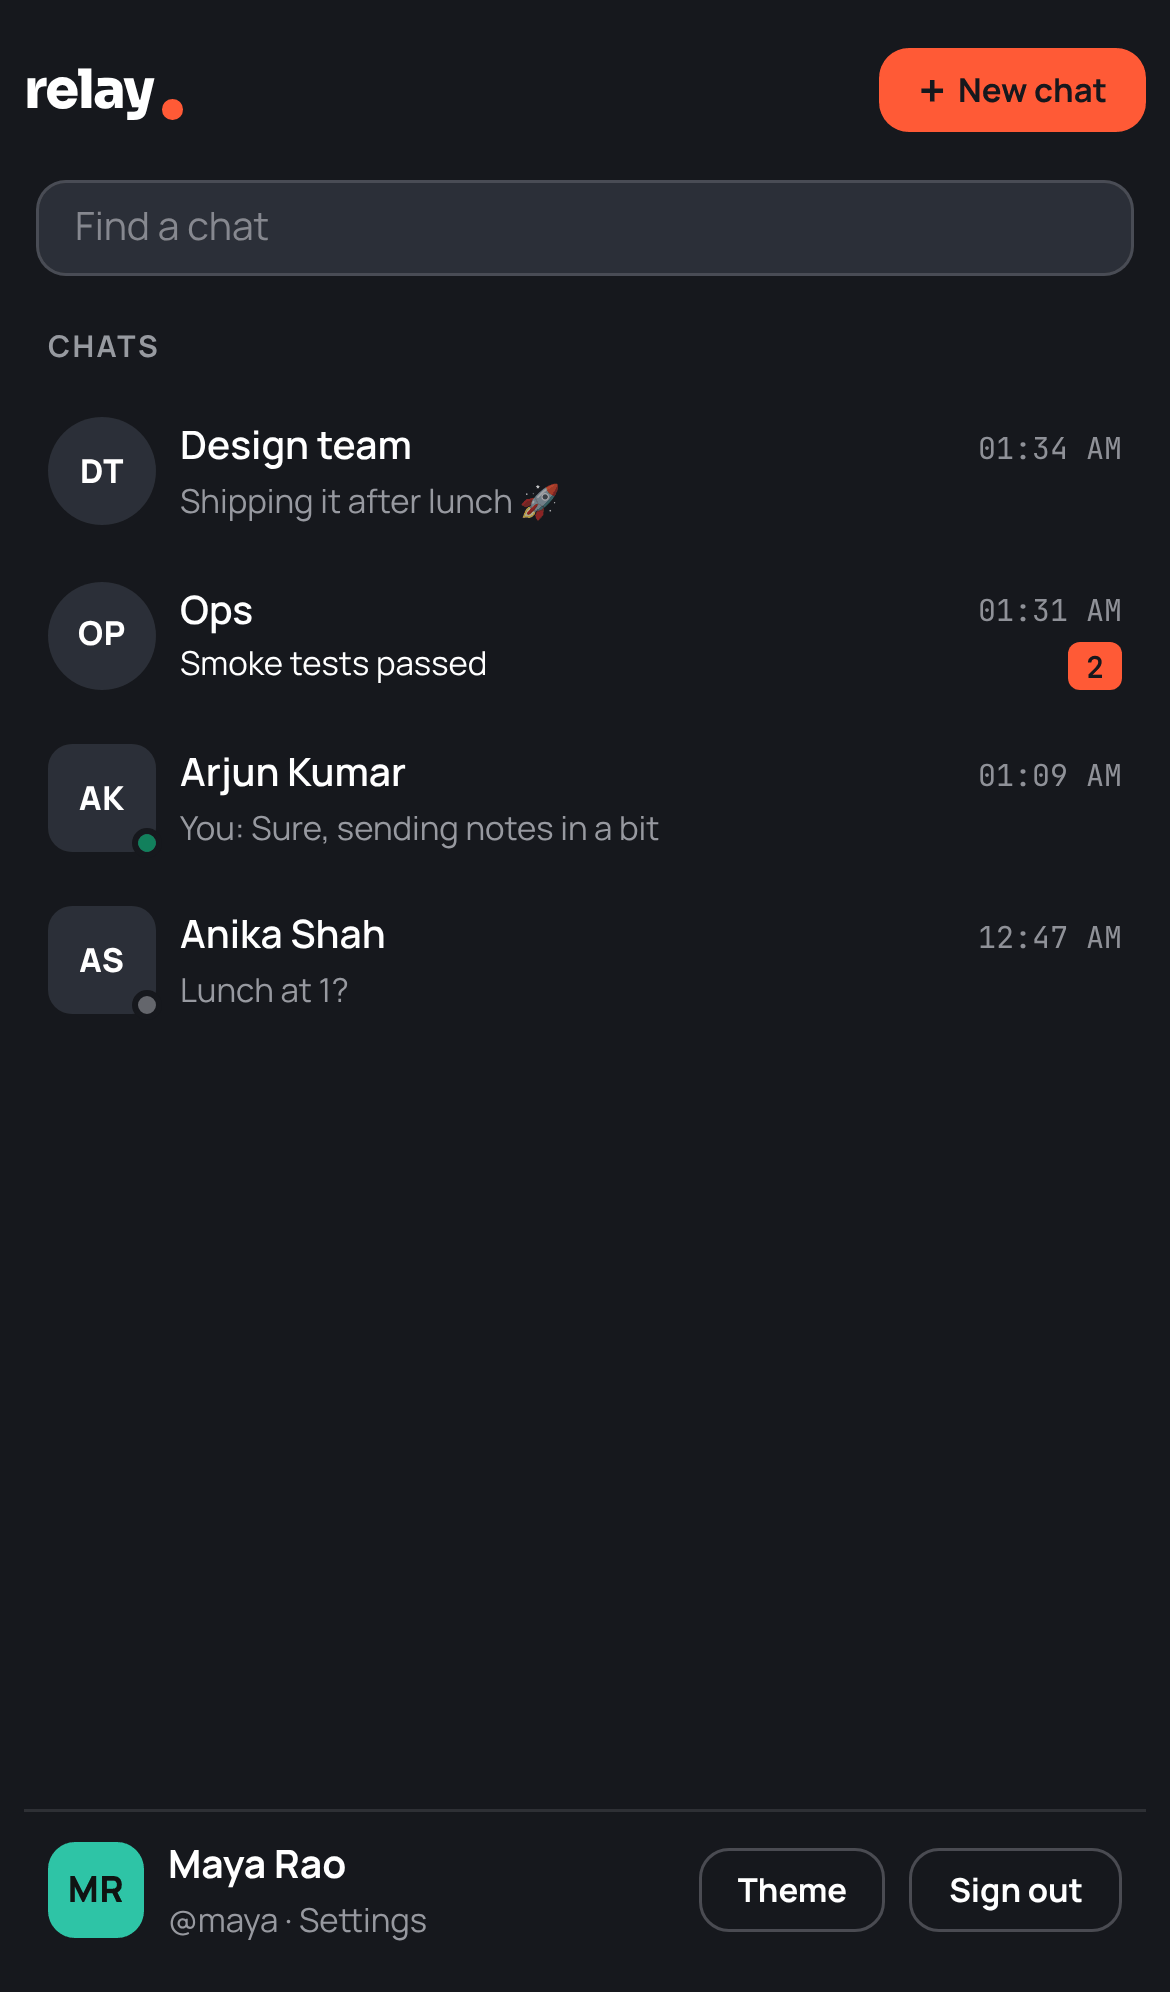 relay
+ New chat
Find a chat
CHATS
DT
Design team
01:34 AM
Shipping it after lunch 🚀
OP
Ops
01:31 AM
Smoke tests passed
2
AK
Arjun Kumar
01:09 AM
You: Sure, sending notes in a bit
AS
Anika Shah
12:47 AM
Lunch at 1?
MR
Maya Rao
@maya · Settings
Theme
Sign out